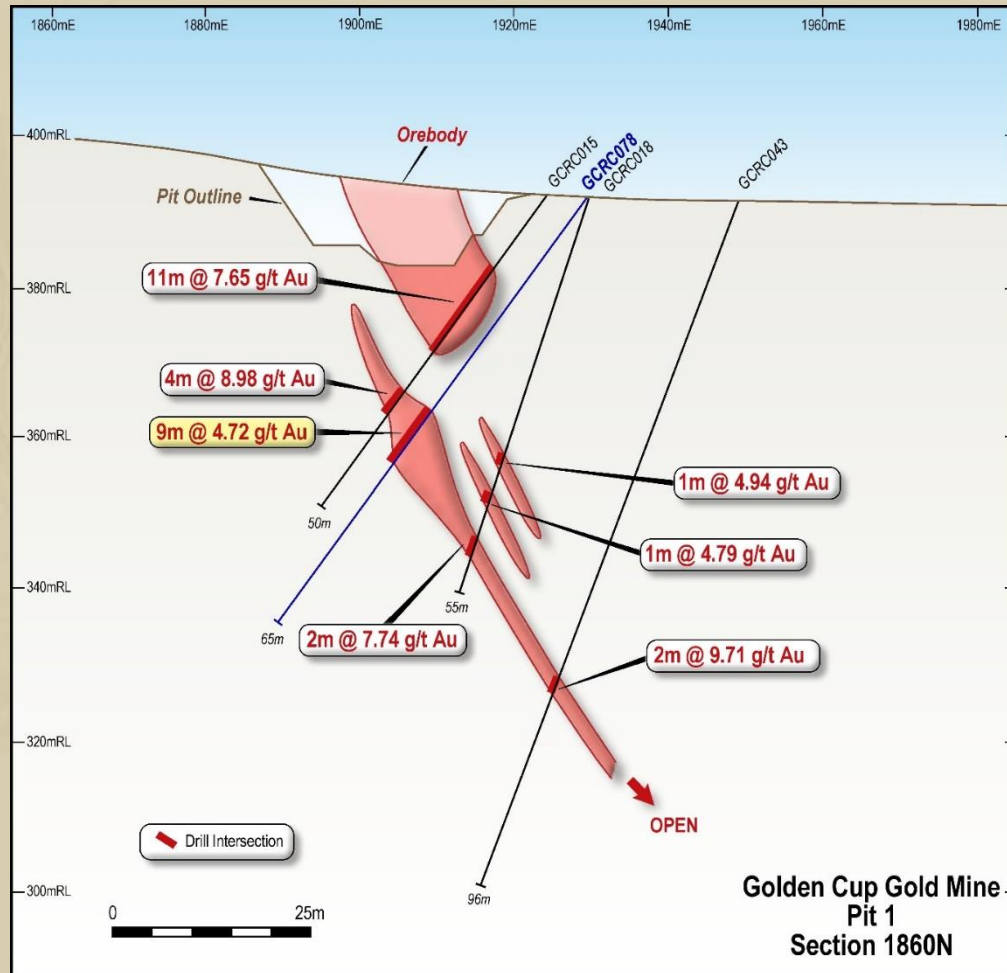 1860mE
1880mE
1900mE
1920mE
1940mE
1960mE
1980mE
400mRL
Orebody
Pit Outline
GCRC015
GCRC078
GCRC018
GCRC043
380mRL
11m @ 7.65 g/t Au
4m @ 8.98 g/t Au
360mRL
9m @ 4.72 g/t Au
1m @ 4.94 g/t Au
50m
1m @ 4.79 g/t Au
340mRL
55m
65m
2m @ 7.74 g/t Au
2m @ 9.71 g/t Au
320mRL
OPEN
Drill Intersection
300mRL
96m
0
25m
Golden Cup Gold Mine
Pit 1
Section 1860N